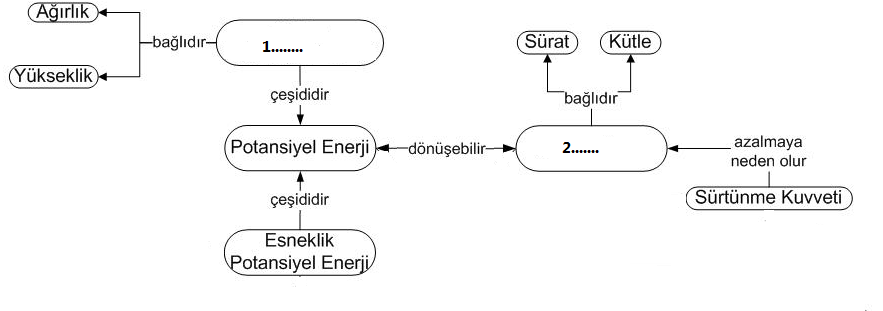 Ağırlık
bağlıdır
1........
Yükseklik
çeşididir
Sürat
Kütle
bağlıdır
Potansiyel Enerji
dönüşebilir
2.......
azalmaya
neden olur
çeşididir
Sürtünme Kuvveti
Esneklik
Potansiyel Enerji